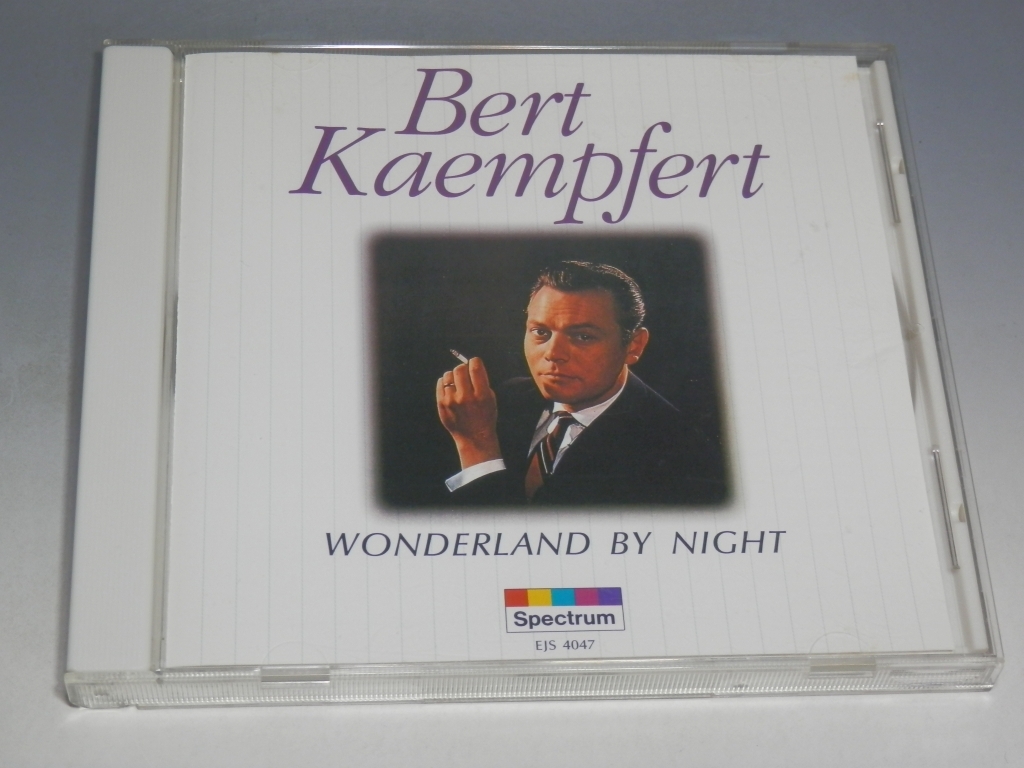 Bert
Kaempfert
WONDERLAND BY NIGHT
Spectrum
EJS 4047